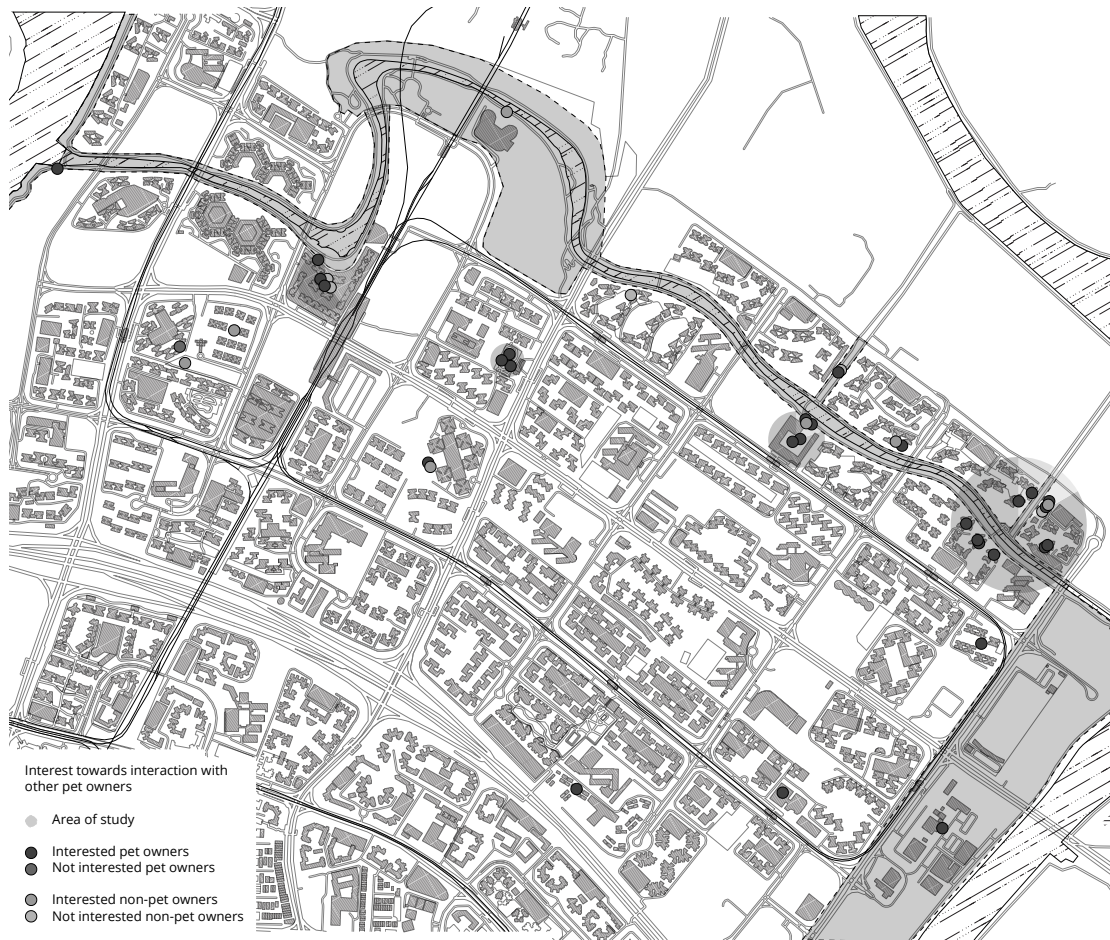 Interest towards interaction with
other pet owners
Area of study
Interested pet owners
Not interested pet owners
Interested non-pet owners
Not interested non-pet owners